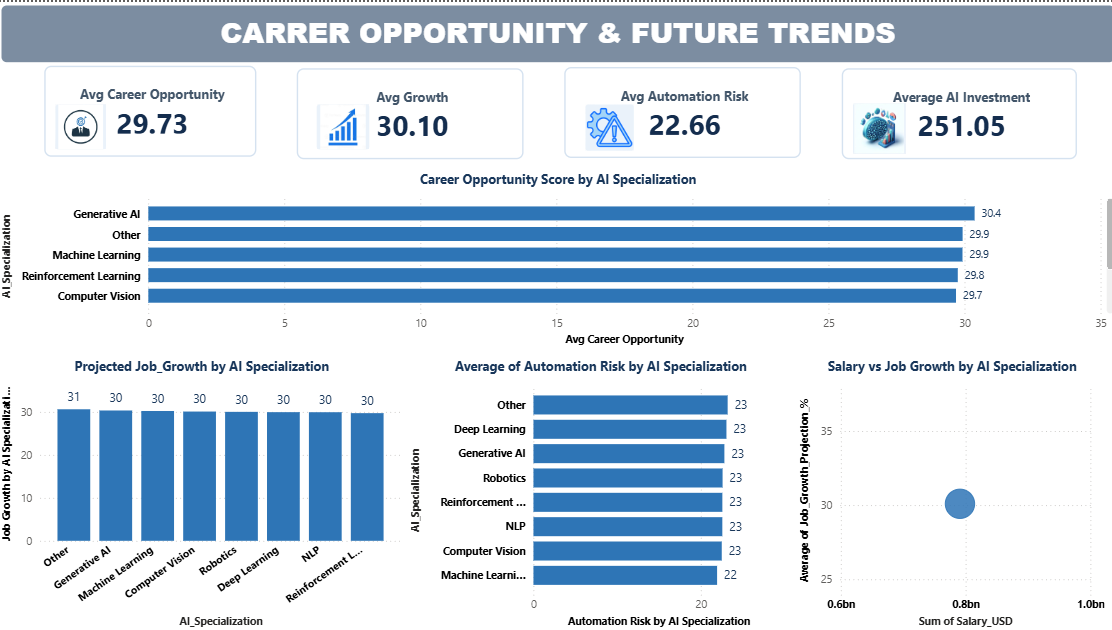 CARRER OPPORTUNITY & FUTURE TRENDS
Avg Career Opportunity
29.73
Avg Growth
30.10
Avg Automation Risk
22.66
Average AI Investment
251.05
Career Opportunity Score by AI Specialization
AI_Specialization
Generative AI 30.4
Other 29.9
Machine Learning 29.9
Reinforcement Learning 29.8
Computer Vision 29.7
0 5 10 15 20 25 30 35
Avg Career Opportunity
Projected Job_Growth by AI Specialization
Job Growth by AI Specializati...
31 30 30 30 30 30 30 30
30
20
10
0
Other
Generative AI
Machine Learning
Computer Vision
Robotics
Deep Learning
NLP
Reinforcement L...
AI_Specialization
Average of Automation Risk by AI Specialization
AI_Specialization
Other 23
Deep Learning 23
Generative AI 23
Robotics 23
Reinforcement ... 23
NLP 23
Computer Vision 23
Machine Learni... 22
0 20
Automation Risk by AI Specialization
Salary vs Job Growth by AI Specialization
Average of Job_Growth_Projection_%
35
30
25
0.6bn 0.8bn 1.0bn
Sum of Salary_USD